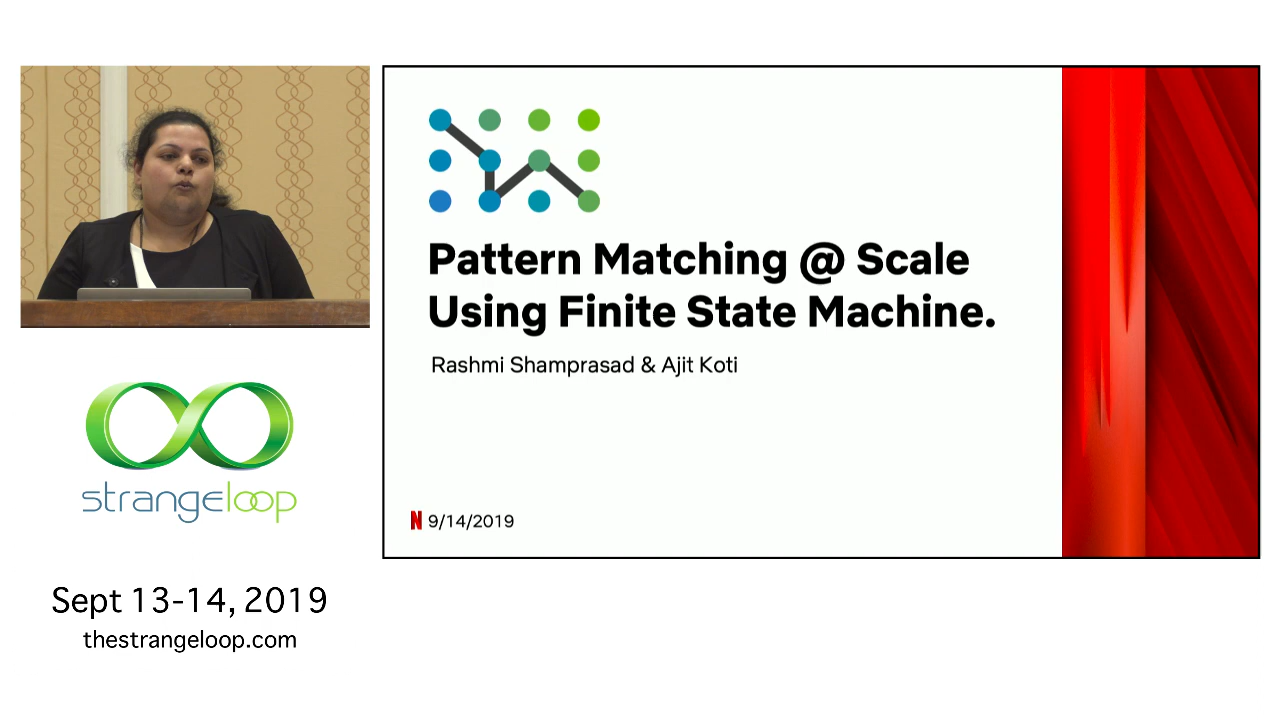 Pattern Matching @ Scale
Using Finite State Machine.
Rashmi Shamprasad & Ajit Koti
N 9/14/2019
strangeloop
Sept 13-14, 2019
thestrangeloop.com